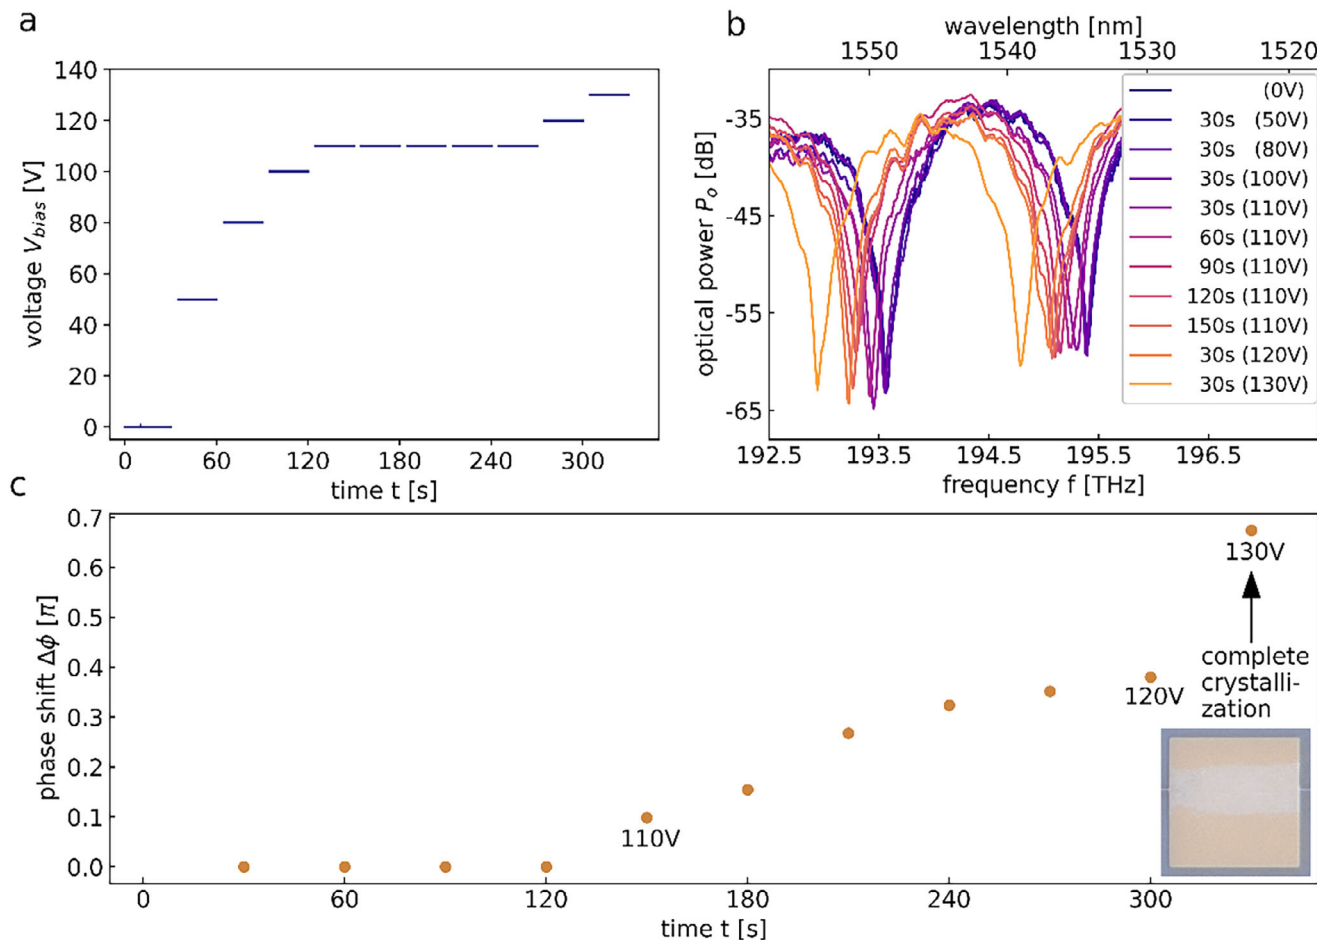 a
140
120
100
80
60
40
20
0
voltage V_bias [V]
0 60 120 180 240 300
time t [s]
b
wavelength [nm]
1550 1540 1530 1520
-35
-45
-55
-65
optical power P_o [dB]
(0V)
30s (50V)
30s (80V)
30s (100V)
30s (110V)
60s (110V)
90s (110V)
120s (110V)
150s (110V)
30s (120V)
30s (130V)
192.5 193.5 194.5 195.5 196.5
frequency f [THz]
c
0.7
0.6
0.5
0.4
0.3
0.2
0.1
0.0
phase shift Δϕ [π]
110V
120V
130V
complete
crystalli-
zation
0 60 120 180 240 300
time t [s]